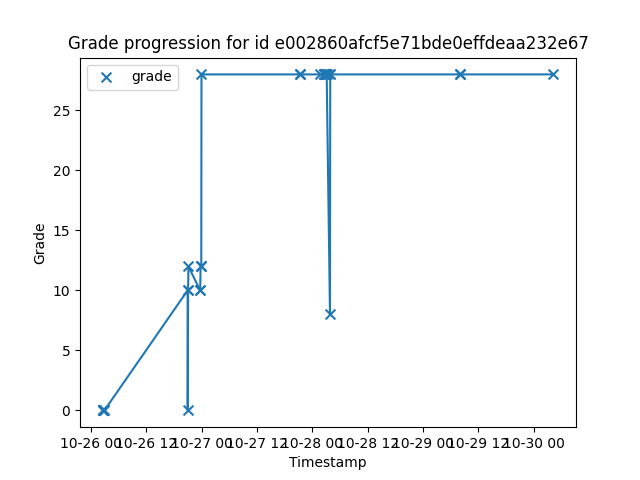 Grade progression for id e002860afcf5e71bde0effdeaa232e67
grade
25
20
15
10
5
0
Grade
10-26 00 10-26 12 10-27 00 10-27 12 10-28 00 10-28 12 10-29 00 10-29 12 10-30 00
Timestamp